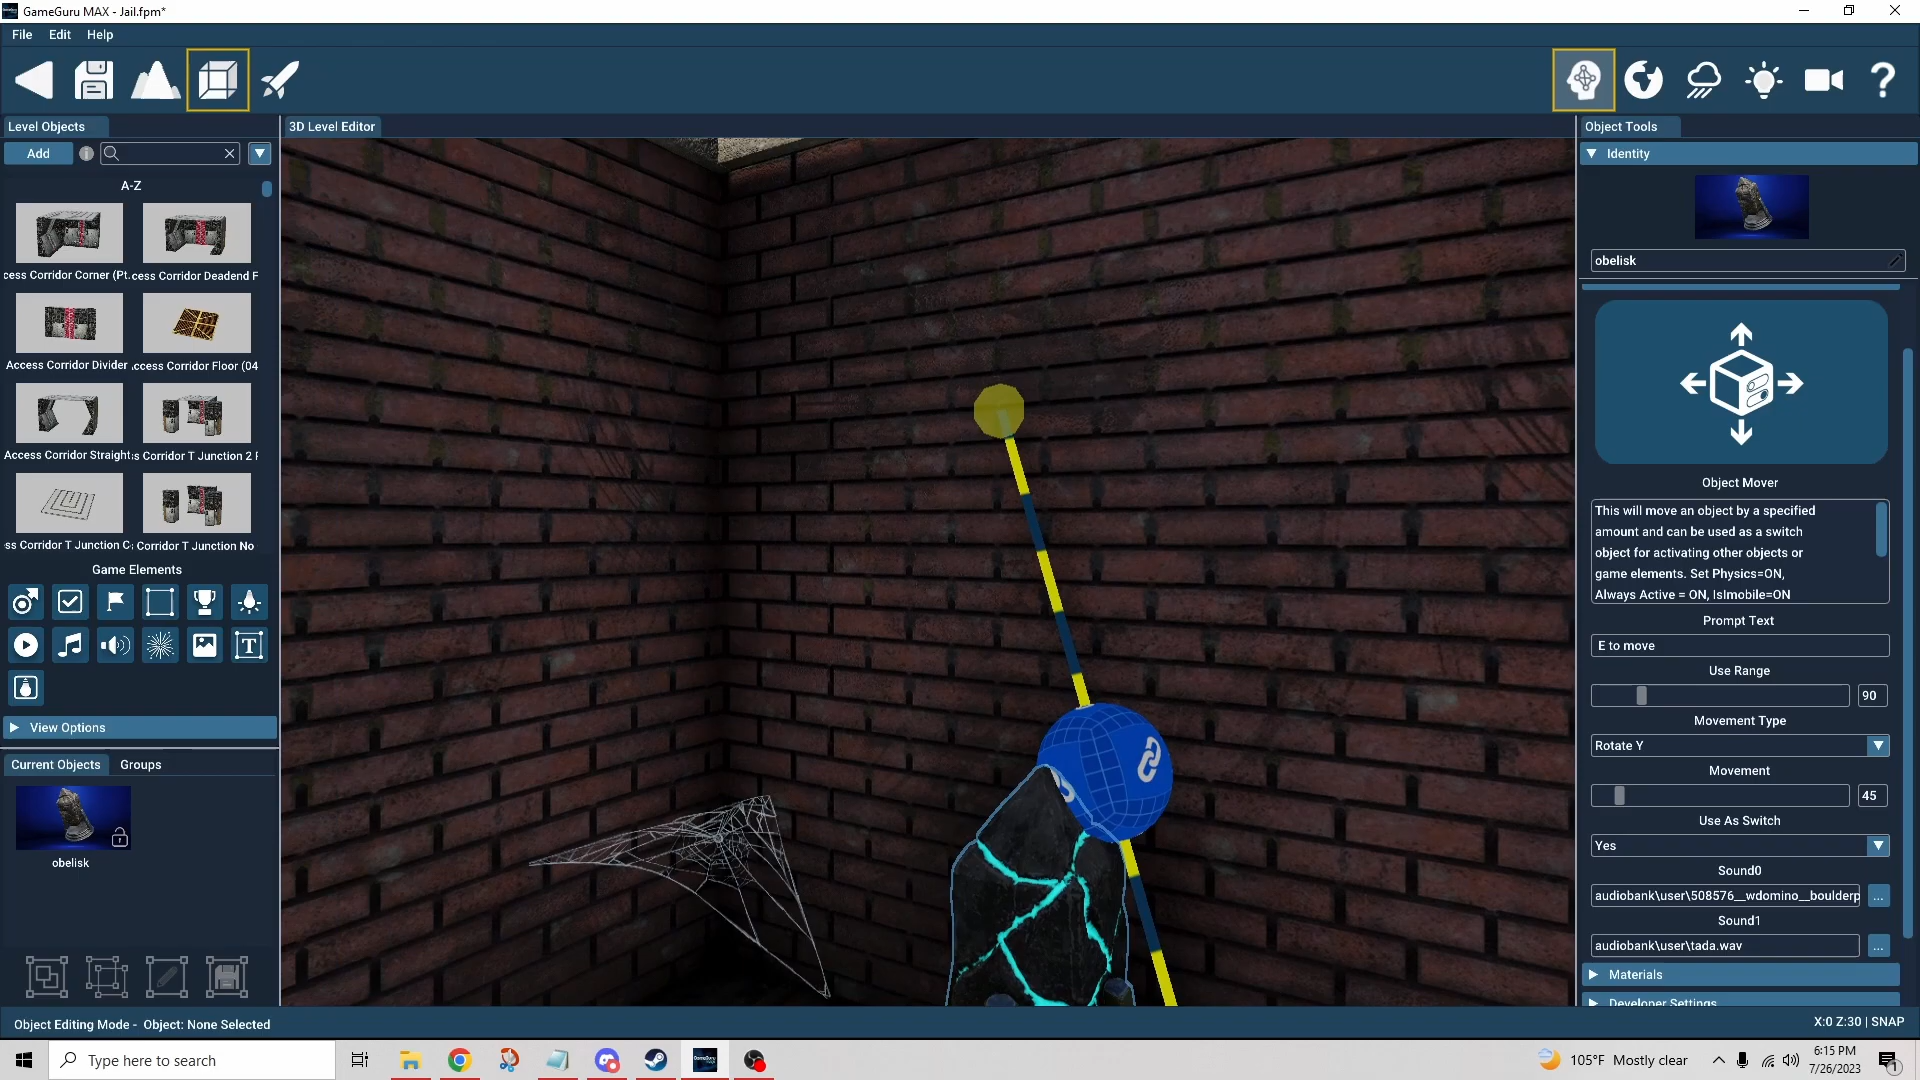 GameGuru MAX - Jail.fpm*
File Edit Help
Level Objects
3D Level Editor
Object Tools
Add
Identity
A-Z
cess Corridor Corner (Pt.
cess Corridor Deadend F
obelisk
Access Corridor Divider
ccess Corridor Floor (04
Access Corridor Straight
s Corridor T Junction 2 F
ss Corridor T Junction C
Corridor T Junction No
Object Mover
This will move an object by a specified
amount and can be used as a switch
object for activating other objects or
game elements. Set Physics=ON,
Always Active = ON, IsImobile=ON
Game Elements
T
Prompt Text
E to move
Use Range
90
Movement Type
Rotate Y
View Options
Current Objects Groups
Movement
45
Use As Switch
Yes
obelisk
Sound0
audiobank\user\508576__wdomino__boulderp
...
Sound1
audiobank\user\tada.wav
...
Materials
Developer Settings
Object Editing Mode - Object: None Selected
X:0 Z:30 | SNAP
Type here to search
105°F Mostly clear
6:15 PM
7/26/2023
1